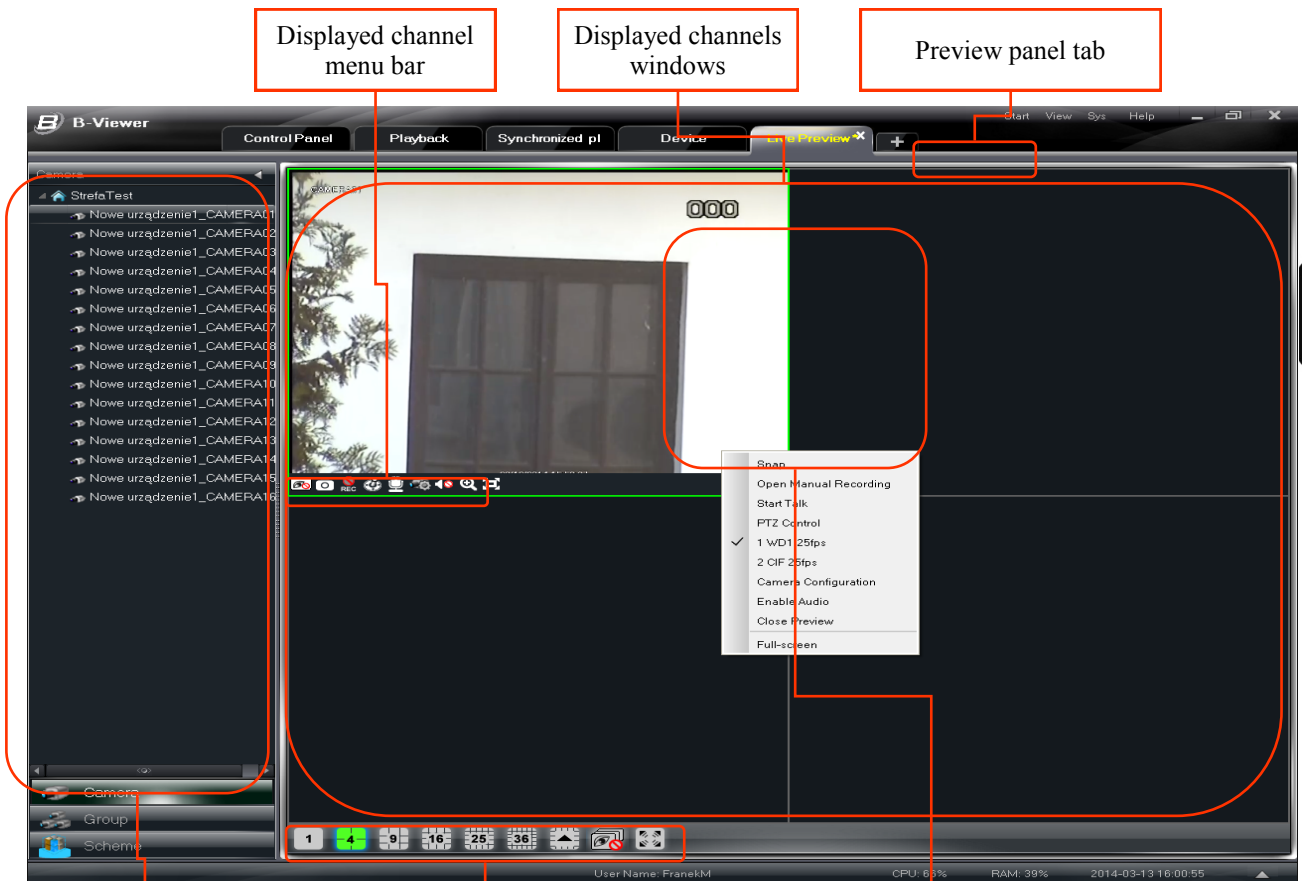 Displayed channel
menu bar
Displayed channels
windows
Preview panel tab
B B-Viewer
Start View Sys Help
Control Panel Playback Synchronized pl Device Live Preview
Camera
StrefaTest
Nowe urządzenie1_CAMERA01
Nowe urządzenie1_CAMERA02
Nowe urządzenie1_CAMERA03
Nowe urządzenie1_CAMERA04
Nowe urządzenie1_CAMERA05
Nowe urządzenie1_CAMERA06
Nowe urządzenie1_CAMERA07
Nowe urządzenie1_CAMERA08
Nowe urządzenie1_CAMERA09
Nowe urządzenie1_CAMERA10
Nowe urządzenie1_CAMERA11
Nowe urządzenie1_CAMERA12
Nowe urządzenie1_CAMERA13
Nowe urządzenie1_CAMERA14
Nowe urządzenie1_CAMERA15
Nowe urządzenie1_CAMERA16
000
REC
Snap
Open Manual Recording
Start Talk
PTZ Control
1 WD1 25fps
2 CIF 25fps
Camera Configuration
Enable Audio
Close Preview
Full-screen
Camera
Group
Scheme
1 4 9 16 25 36
User Name: FranekM CPU: 66% RAM: 39% 2014-03-13 16:00:55